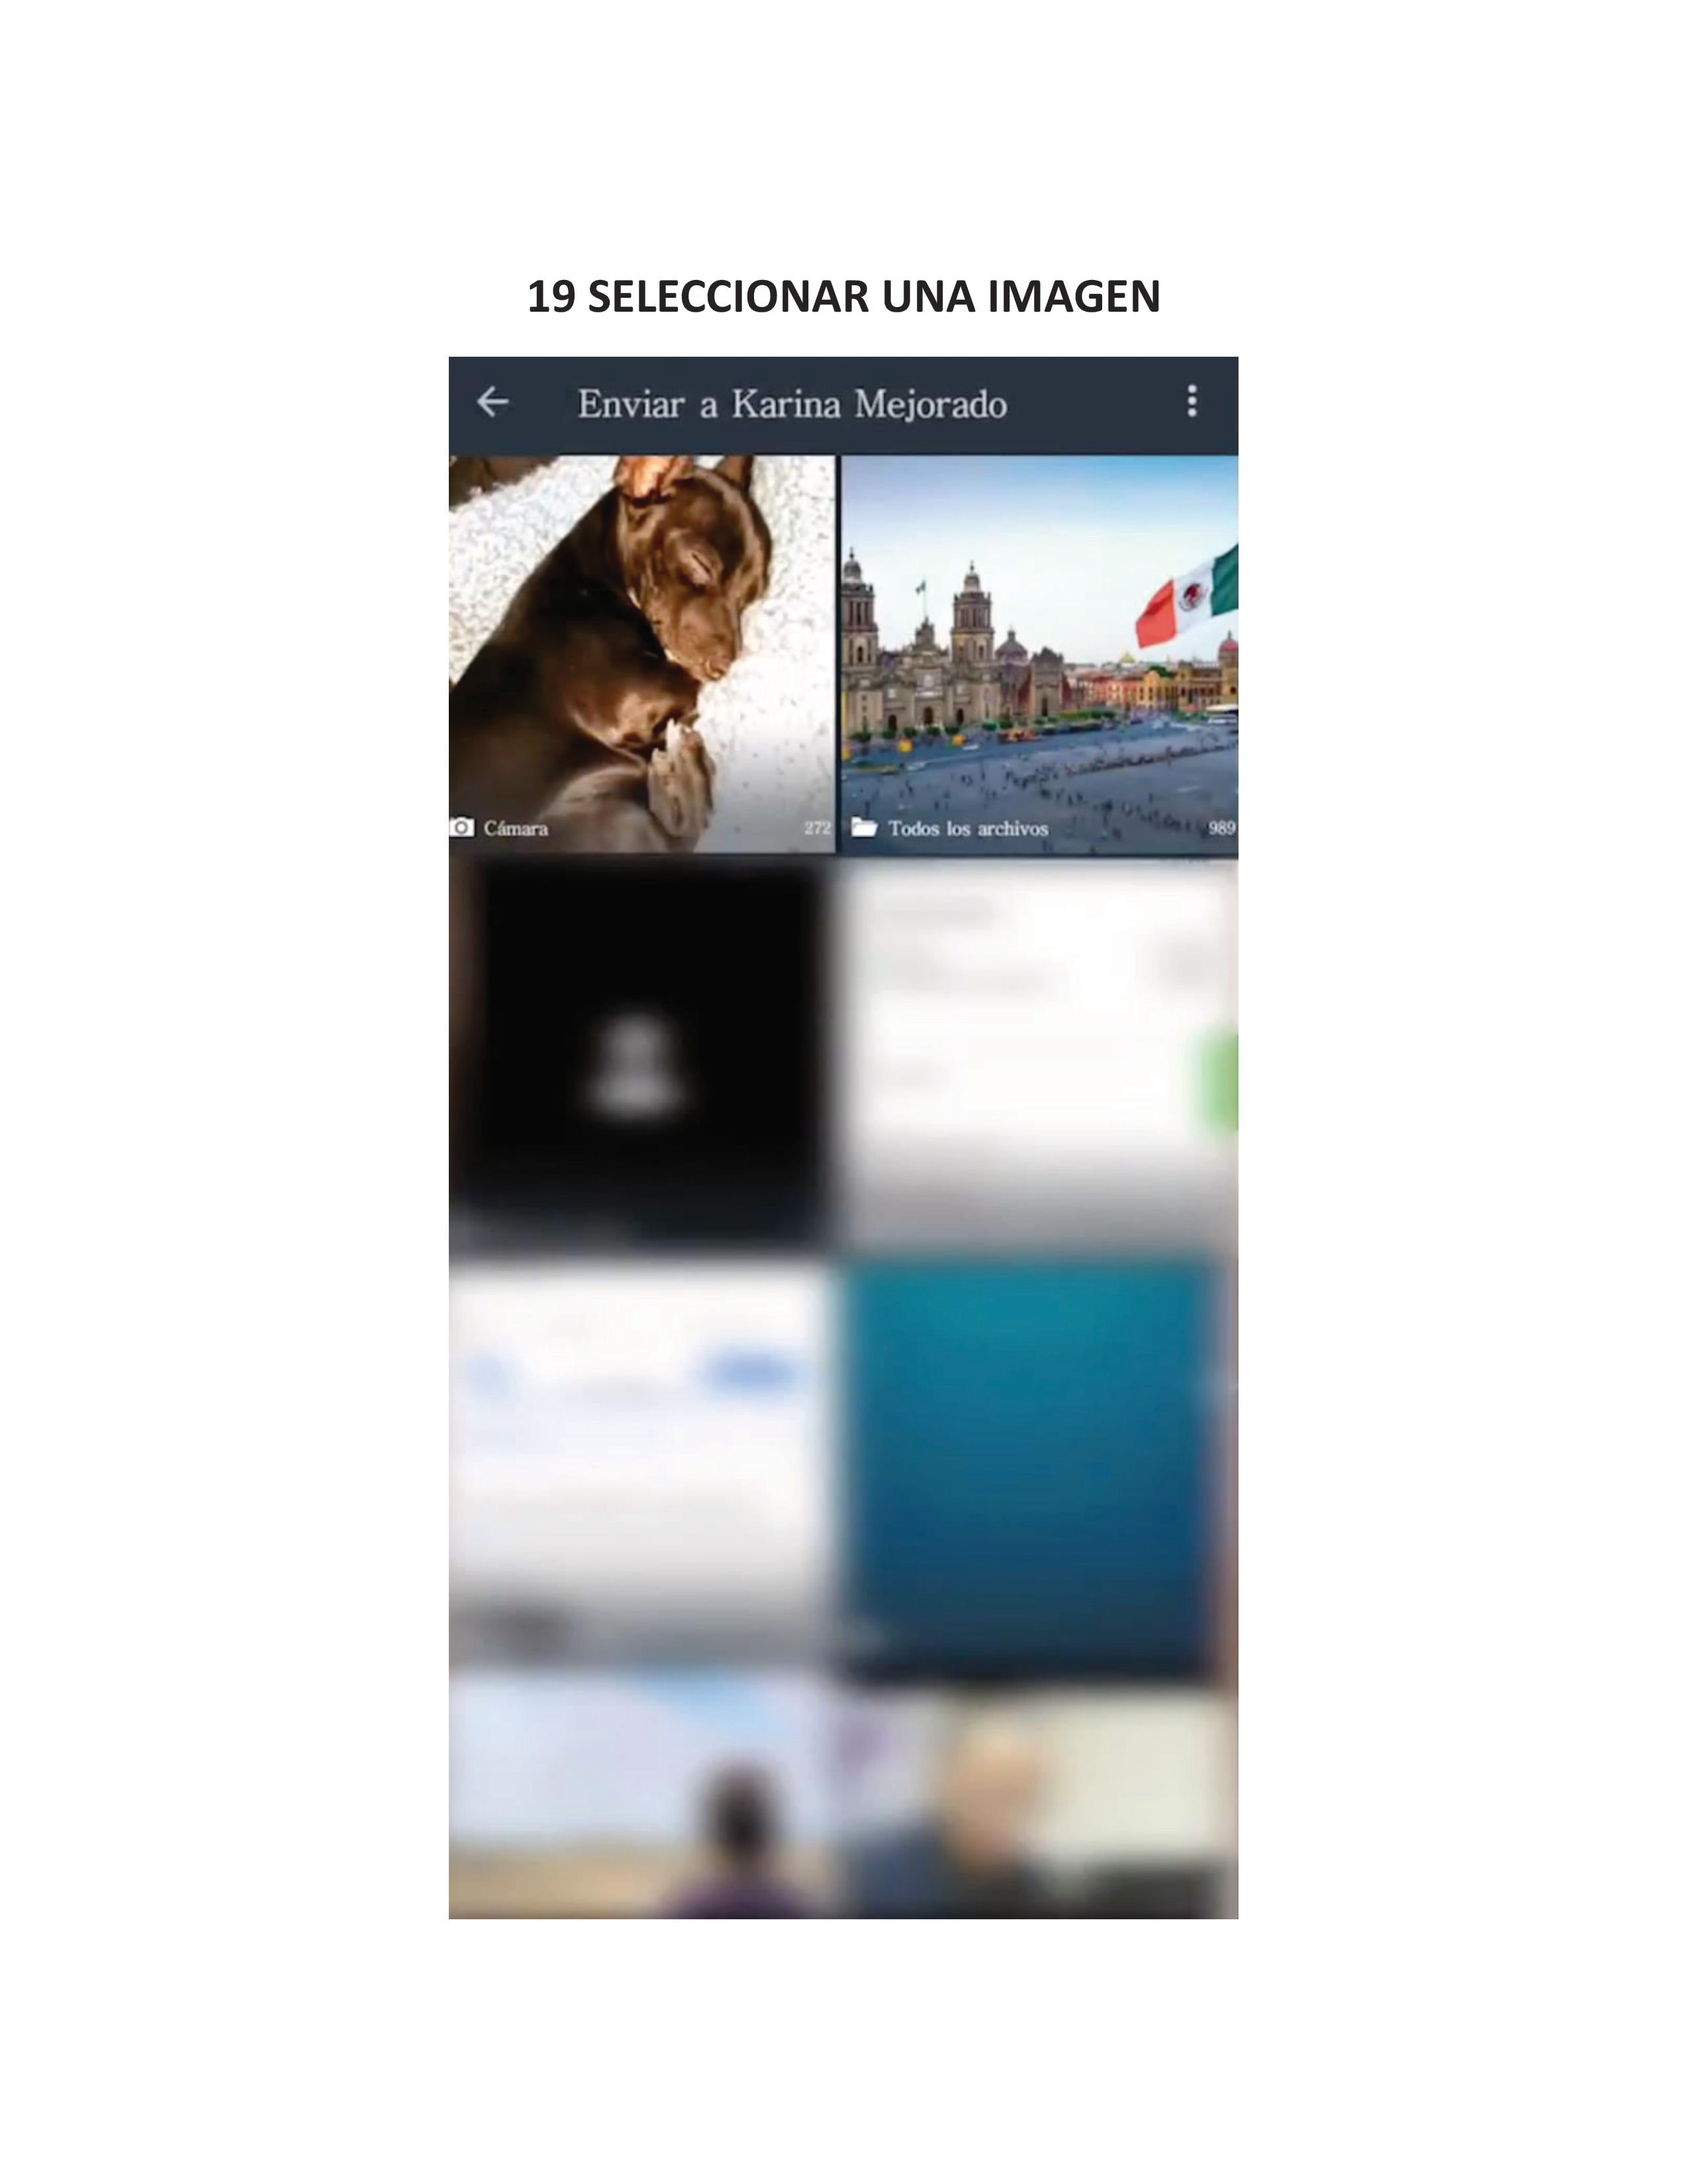 19 SELECCIONAR UNA IMAGEN
Enviar a Karina Mejorado
Cámara 272
Todos los archivos 989